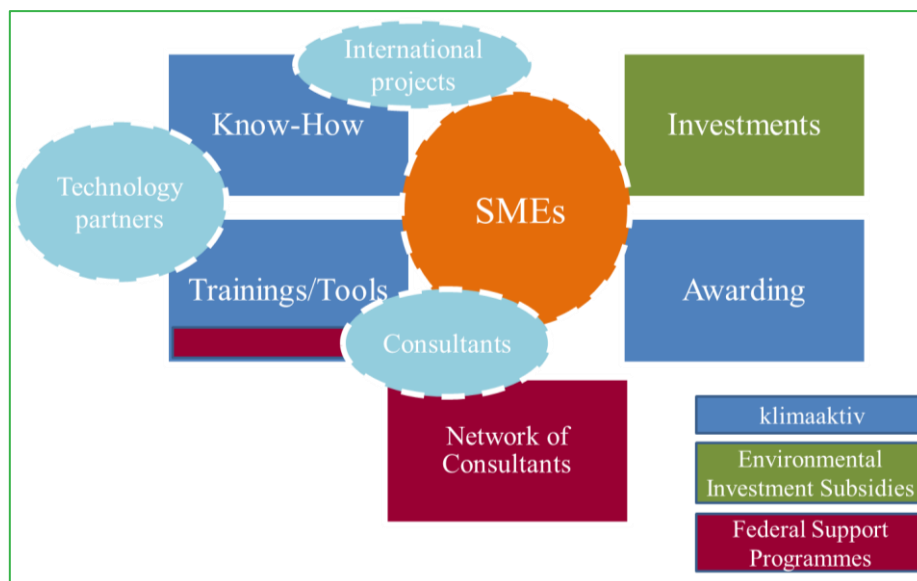 International
projects
Know-How
Investments
Technology
partners
SMEs
Trainings/Tools
Awarding
Consultants
Network of
Consultants
klimaaktiv
Environmental
Investment Subsidies
Federal Support
Programmes